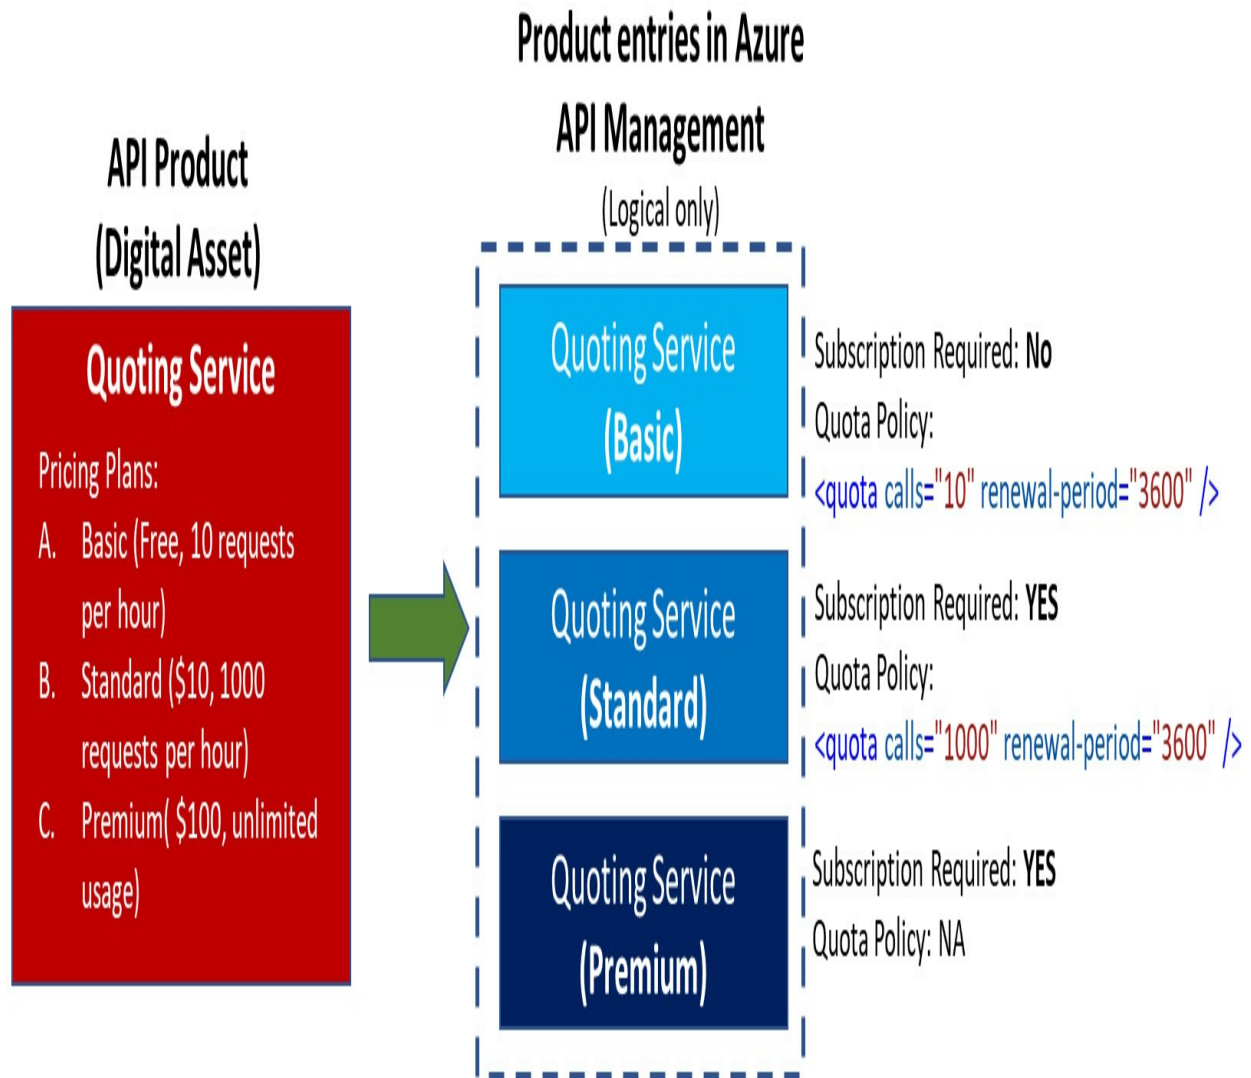 Product entries in Azure
API Management
(Logical only)
API Product
(Digital Asset)
Quoting Service
Pricing Plans:
A. Basic (Free, 10 requests
per hour)
B. Standard ($10, 1000
requests per hour)
C. Premium( $100, unlimited
usage)
Quoting Service
(Basic)
Subscription Required: No
Quota Policy:
<quota calls="10" renewal-period="3600" />
Quoting Service
(Standard)
Subscription Required: YES
Quota Policy:
<quota calls="1000" renewal-period="3600" />
Quoting Service
(Premium)
Subscription Required: YES
Quota Policy: NA